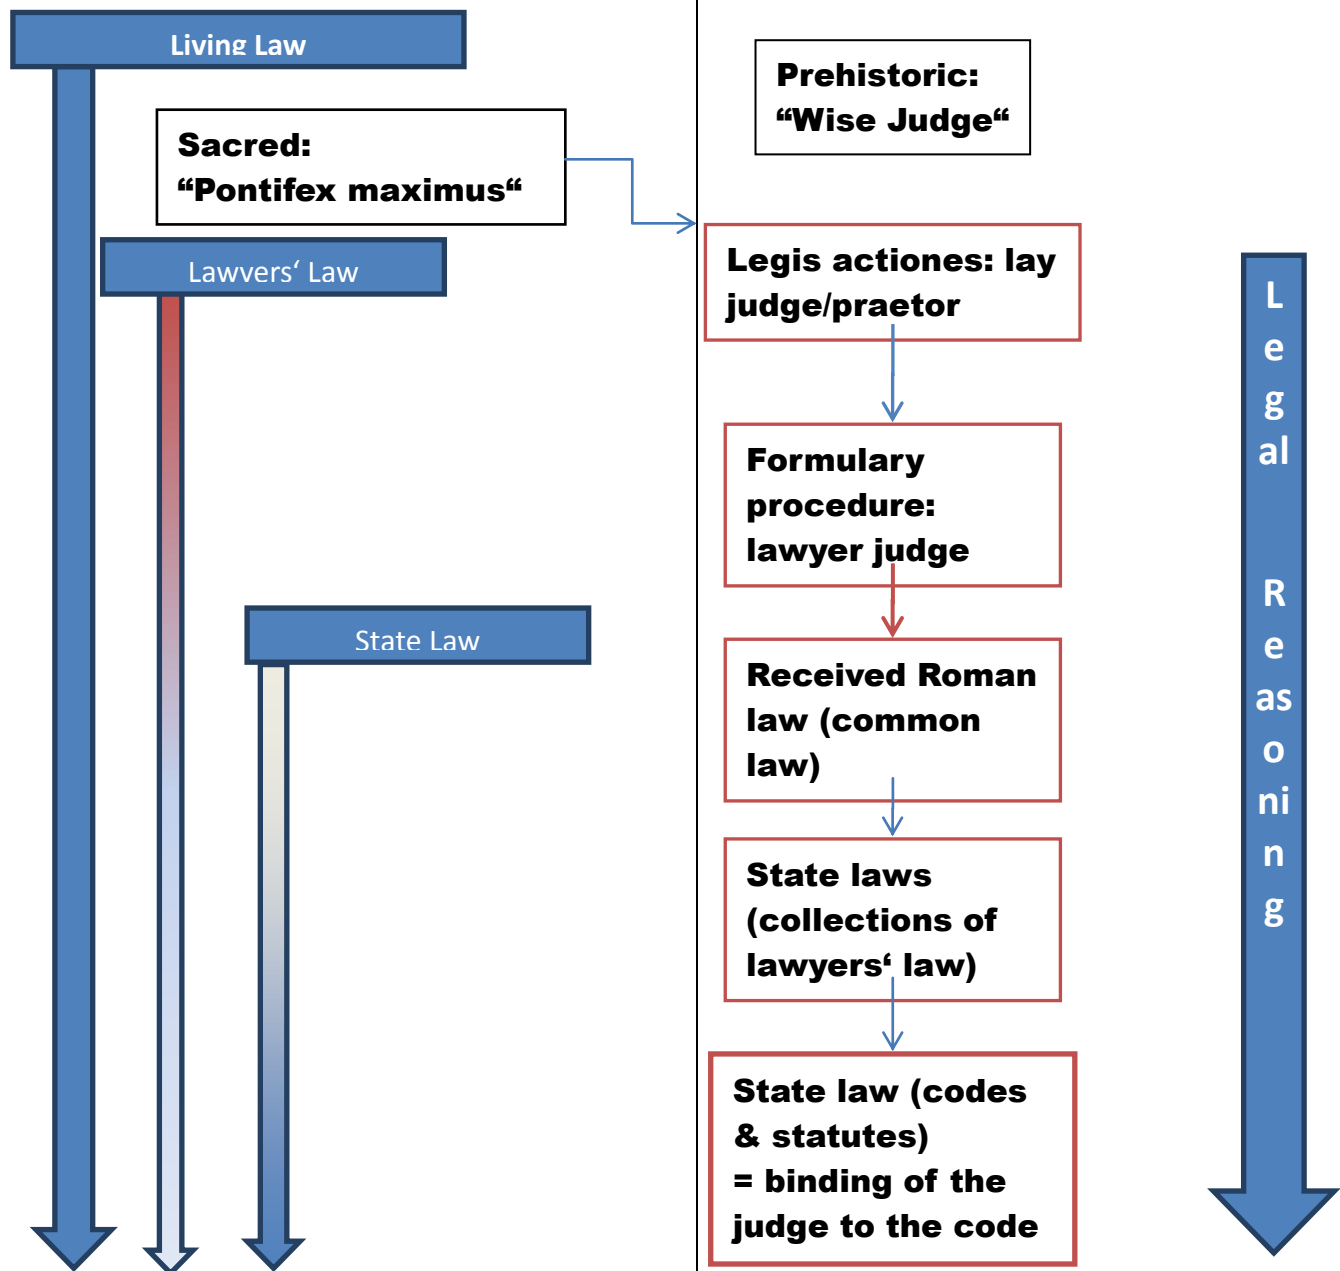 Living Law
Prehistoric:
“Wise Judge“
Sacred:
“Pontifex maximus“
Lawyers‘ Law
Legis actiones: lay
judge/praetor
Formulary
procedure:
lawyer judge
State Law
Received Roman
law (common
law)
State laws
(collections of
lawyers‘ law)
State law (codes
& statutes)
= binding of the
judge to the code
L
e
g
al
R
e
as
o
ni
n
g